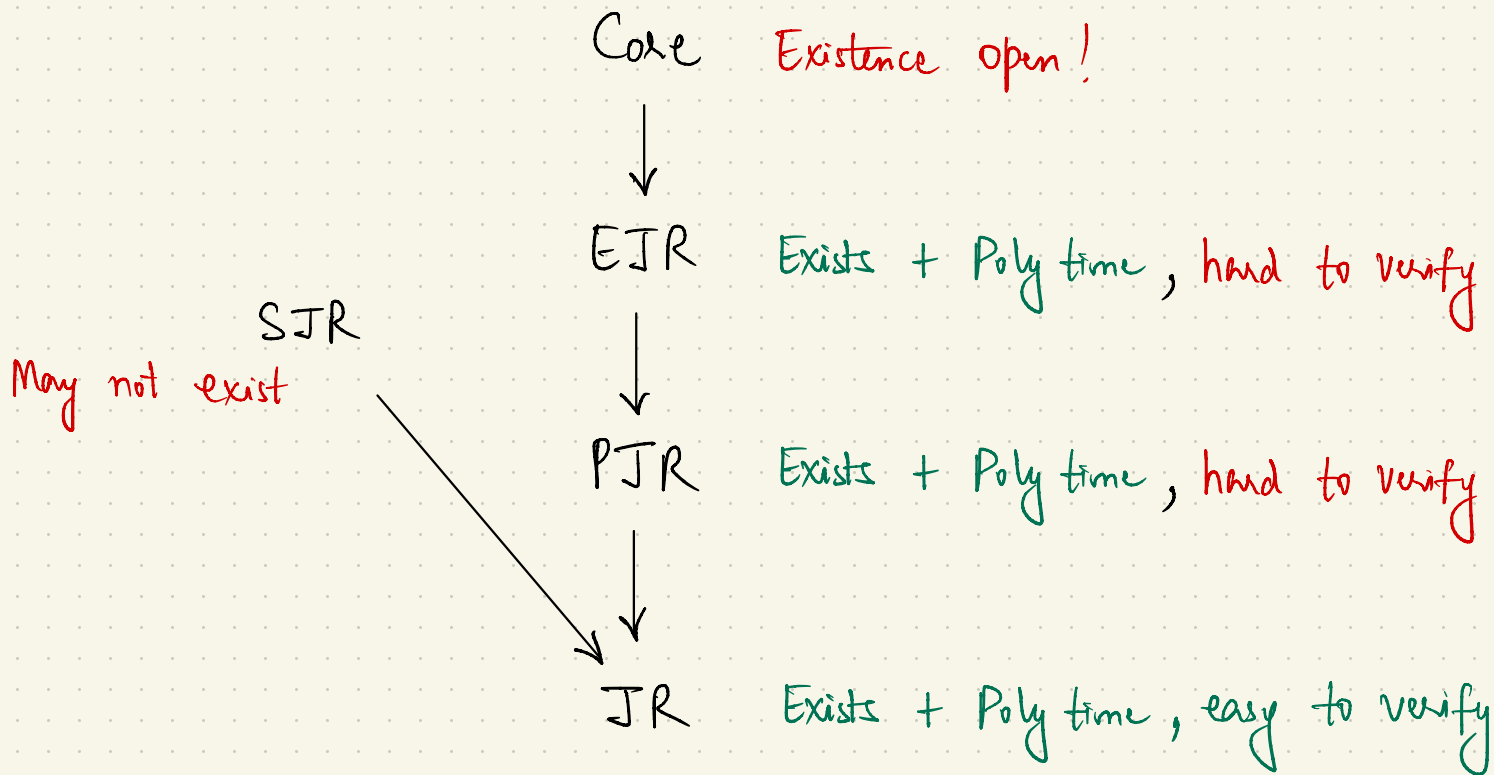 Core Existence open!
EJR Exists + Poly time, hard to verify
SJR
May not exist
PJR Exists + Poly time, hard to verify
JR Exists + Poly time, easy to verify